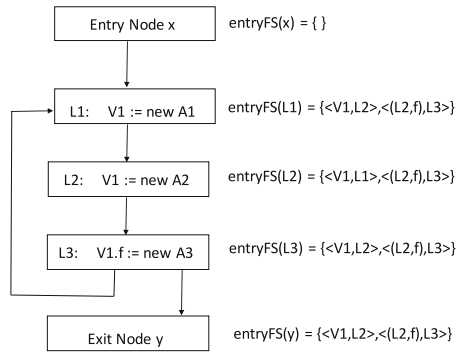 Entry Node x entryFS(x) = { }
L1: V1 := new A1 entryFS(L1) = {<V1,L2>,<(L2,f),L3>}
L2: V1 := new A2 entryFS(L2) = {<V1,L1>,<(L2,f),L3>}
L3: V1.f := new A3 entryFS(L3) = {<V1,L2>,<(L2,f),L3>}
Exit Node y entryFS(y) = {<V1,L2>,<(L2,f),L3>}